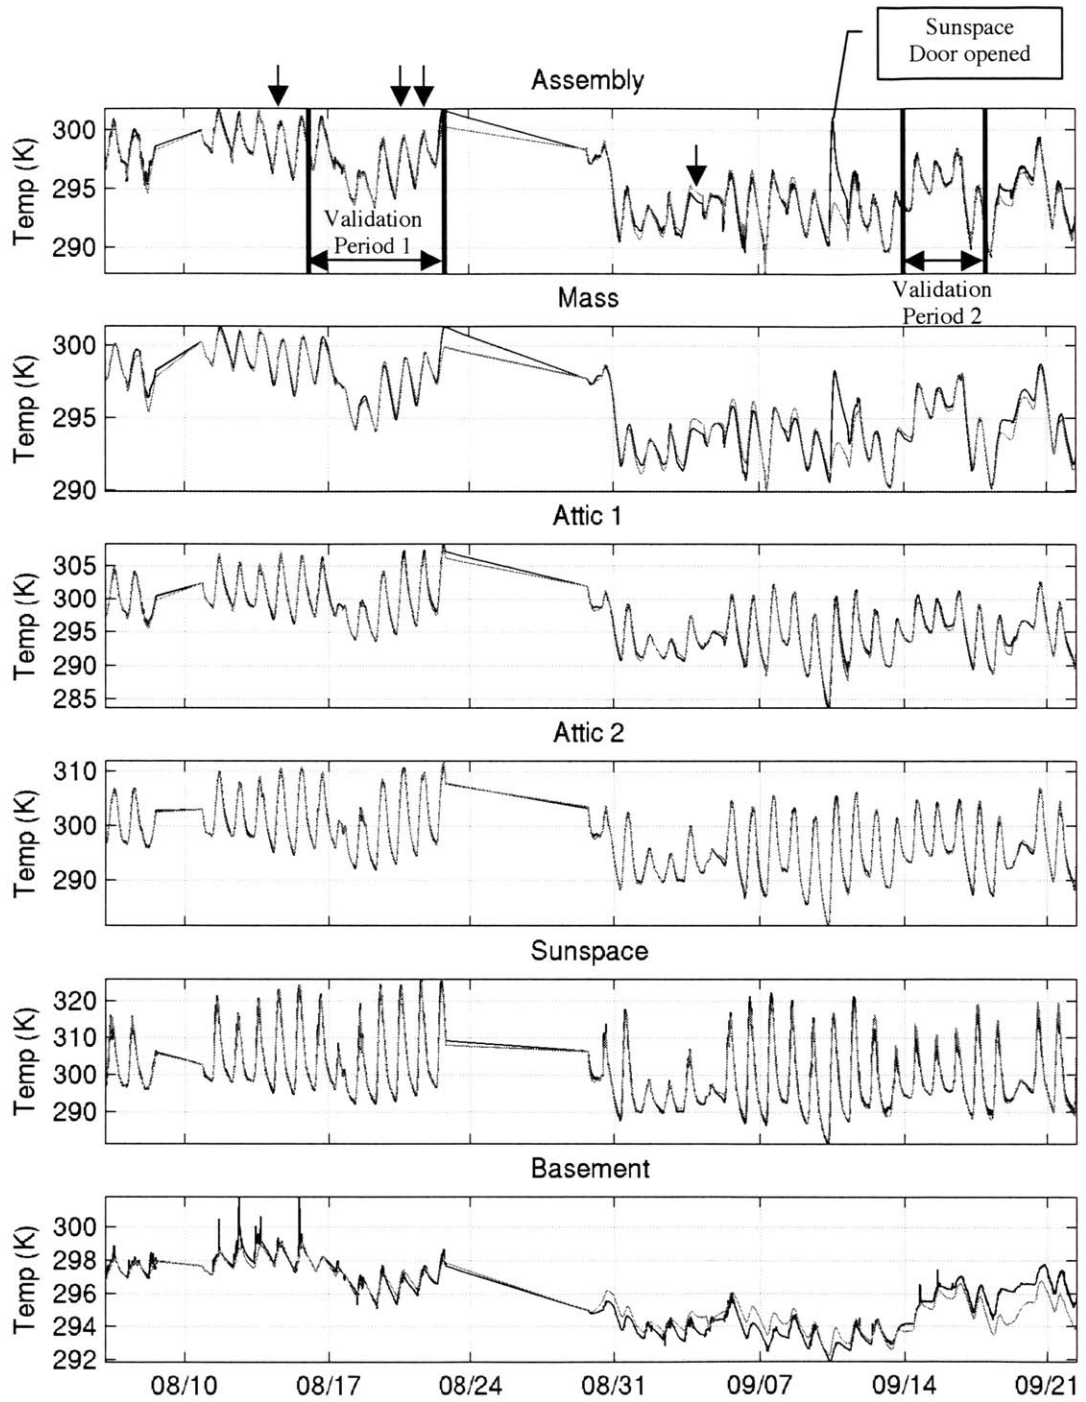 Sunspace
Door opened
Assembly
Temp (K)
300
295
290
Validation
Period 1
Validation
Period 2
Mass
Temp (K)
300
295
290
Attic 1
Temp (K)
305
300
295
290
285
Attic 2
Temp (K)
310
300
290
Sunspace
Temp (K)
320
310
300
290
Basement
Temp (K)
300
298
296
294
292
08/10 08/17 08/24 08/31 09/07 09/14 09/21